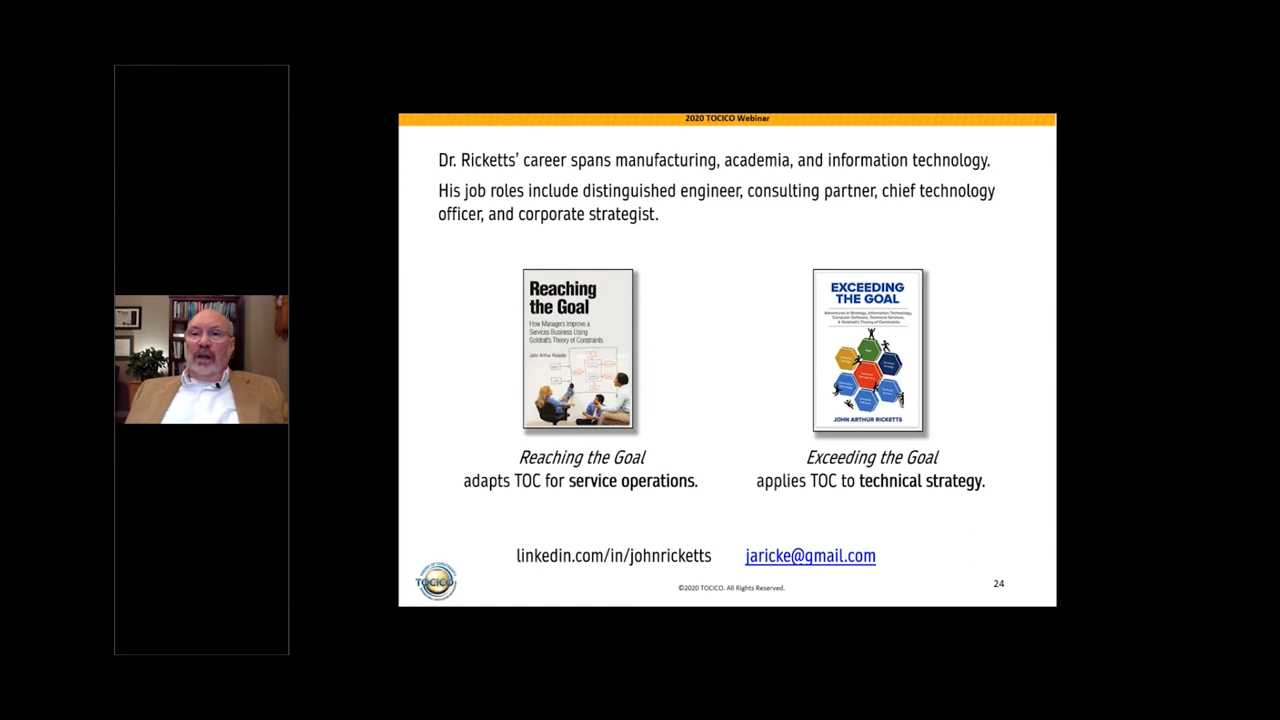 2020 TOCICO Webinar
Dr. Ricketts’ career spans manufacturing, academia, and information technology.
His job roles include distinguished engineer, consulting partner, chief technology
officer, and corporate strategist.
Reaching
the Goal
How Managers Improve a
Services Business Using
Goldratt's Theory of Constraints
John Arthur Ricketts
EXCEEDING
THE GOAL
Adventures in Strategy, Information Technology,
Computer Software, Technical Services,
& Goldratt's Theory of Constraints
JOHN ARTHUR RICKETTS
Reaching the Goal
adapts TOC for service operations.
Exceeding the Goal
applies TOC to technical strategy.
linkedin.com/in/johnricketts
jaricke@gmail.com
TOCICO
©2020 TOCICO. All Rights Reserved.
24